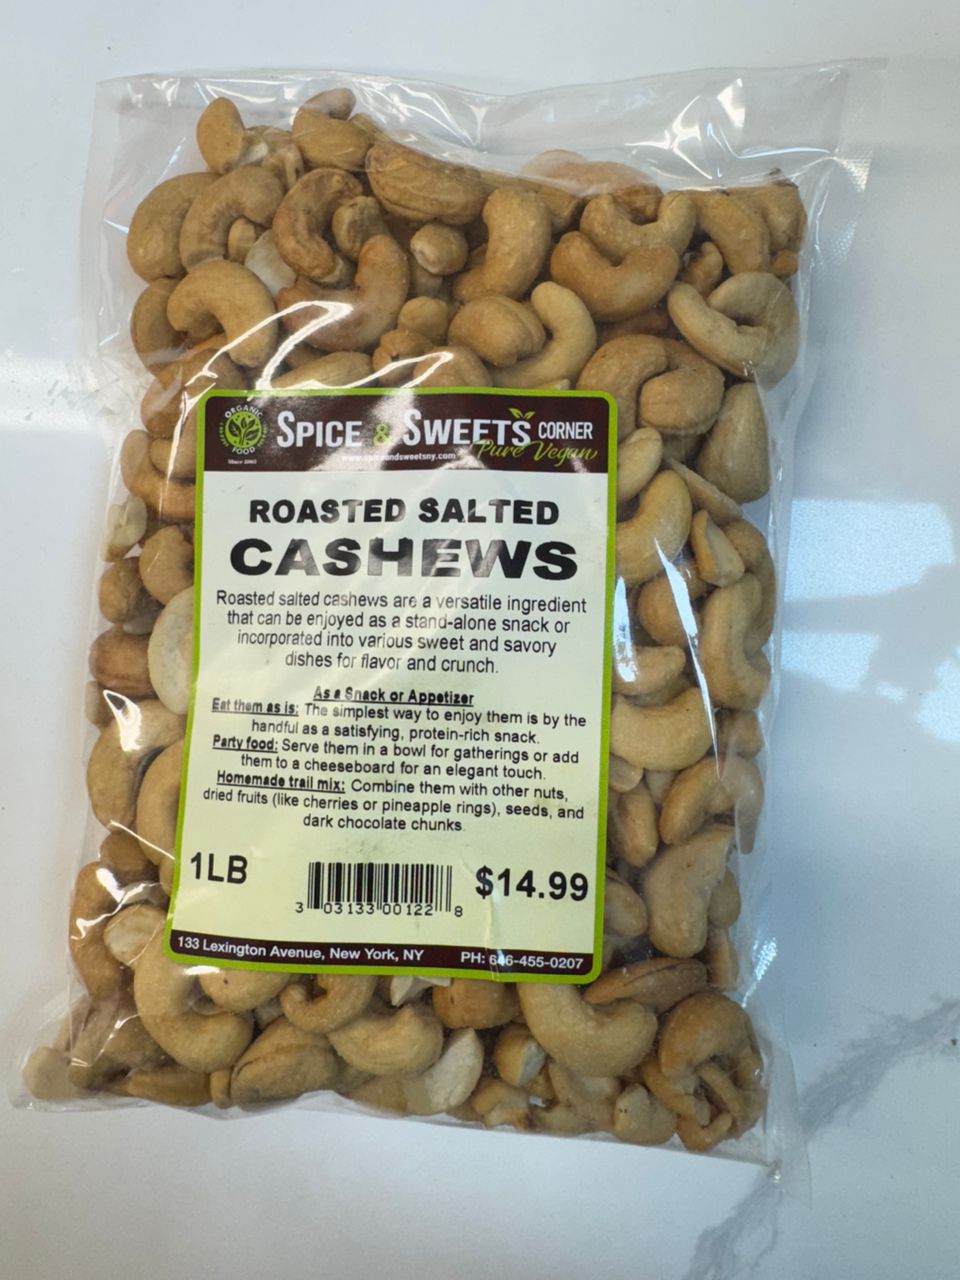 ORGANIC
FOOD
Since 2003
SPICE & SWEETS CORNER
Pure Vegan
www.spiceandsweetsny.com
ROASTED SALTED
CASHEWS
Roasted salted cashews are a versatile ingredient
that can be enjoyed as a stand-alone snack or
incorporated into various sweet and savory
dishes for flavor and crunch.
As a Snack or Appetizer
Eat them as is: The simplest way to enjoy them is by the
handful as a satisfying, protein-rich snack.
Party food: Serve them in a bowl for gatherings or add
them to a cheeseboard for an elegant touch.
Homemade trail mix: Combine them with other nuts,
dried fruits (like cherries or pineapple rings), seeds, and
dark chocolate chunks.
1LB
$14.99
3 03133 00122 8
133 Lexington Avenue, New York, NY
PH: 646-455-0207